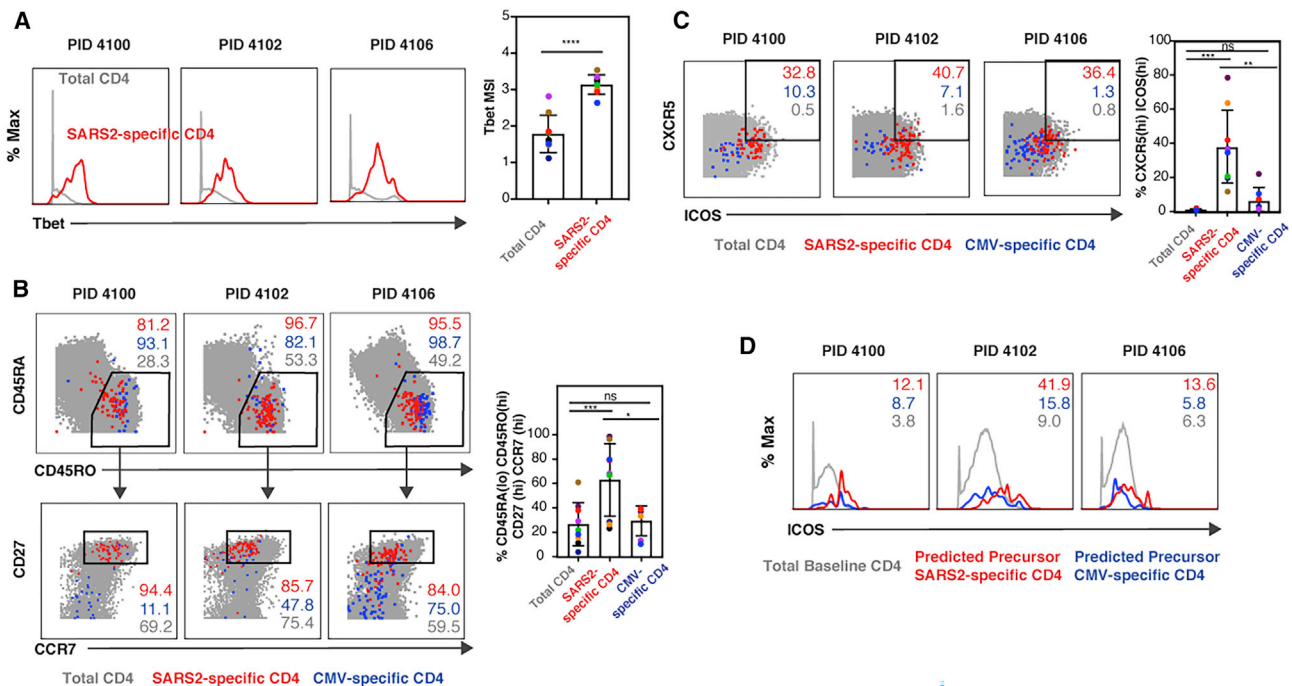 A
PID 4100 PID 4102 PID 4106
Total CD4
SARS2-specific CD4
% Max
Tbet
Tbet MSI
5
4
3
2
1
0
****
Total CD4
SARS2-
specific CD4
B
PID 4100 PID 4102 PID 4106
81.2
93.1
28.3
96.7
82.1
53.3
95.5
98.7
49.2
CD45RA
CD45RO
CD27
94.4
11.1
69.2
85.7
47.8
75.4
84.0
75.0
59.5
CCR7
Total CD4 SARS2-specific CD4 CMV-specific CD4
% CD45RA(lo) CD45RO(hi)
CD27 (hi) CCR7 (hi)
100
80
60
40
20
0
ns
***
*
Total CD4
SARS2-
specific CD4
CMV-
specific CD4
C
PID 4100 PID 4102 PID 4106
32.8
10.3
0.5
40.7
7.1
1.6
36.4
1.3
0.8
CXCR5
ICOS
Total CD4 SARS2-specific CD4 CMV-specific CD4
% CXCR5(hi) ICOS(hi)
100
80
60
40
20
0
ns
***
**
Total CD4
SARS2-
specific CD4
CMV-
specific CD4
D
PID 4100 PID 4102 PID 4106
12.1
8.7
3.8
41.9
15.8
9.0
13.6
5.8
6.3
% Max
ICOS
Total Baseline CD4
Predicted Precursor
SARS2-specific CD4
Predicted Precursor
CMV-specific CD4